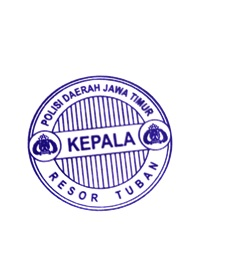 POLISI DAERAH JAWA TIMUR
KEPALA
RESOR TUBAN